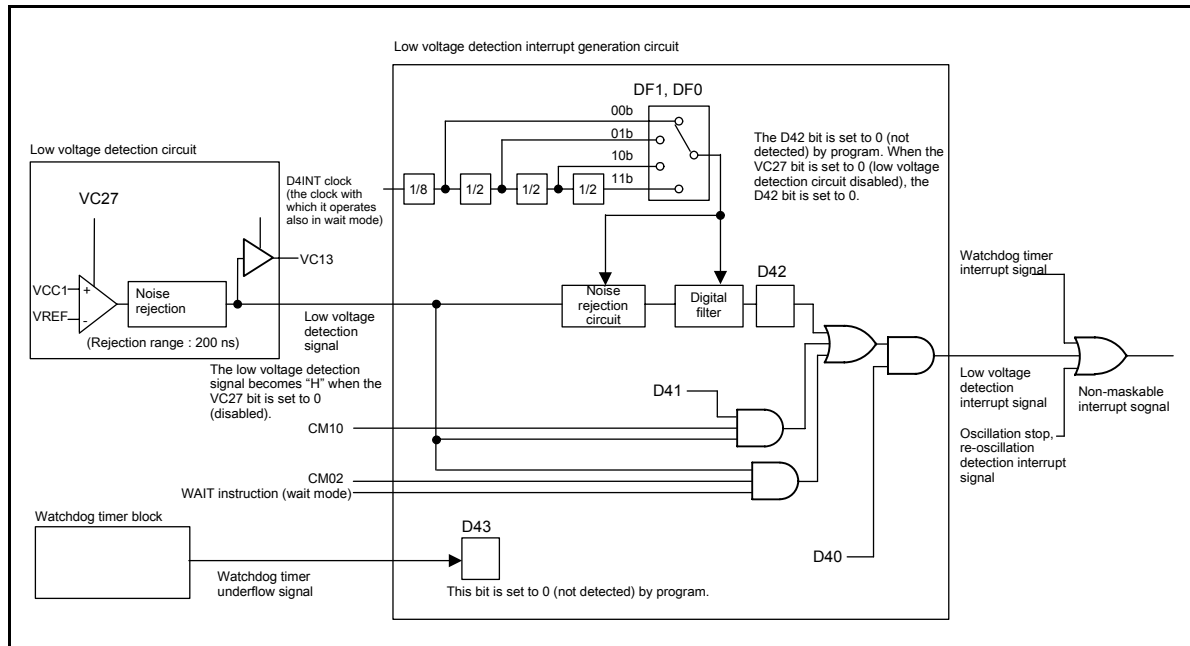 Low voltage detection interrupt generation circuit
DF1, DF0
00b
01b
10b
11b
The D42 bit is set to 0 (not
detected) by program. When the
VC27 bit is set to 0 (low voltage
detection circuit disabled), the
D42 bit is set to 0.
Low voltage detection circuit
D4INT clock
(the clock with
which it operates
also in wait mode)
1/8
1/2
1/2
1/2
VC27
VC13
VCC1
+
VREF
-
Noise
rejection
(Rejection range : 200 ns)
Low voltage
detection
signal
The low voltage detection
signal becomes “H” when the
VC27 bit is set to 0
(disabled).
Noise
rejection
circuit
Digital
filter
D42
Watchdog timer
interrupt signal
D41
CM10
Low voltage
detection
interrupt signal
Non-maskable
interrupt sognal
Oscillation stop,
re-oscillation
detection interrupt
signal
CM02
WAIT instruction (wait mode)
Watchdog timer block
D43
D40
Watchdog timer
underflow signal
This bit is set to 0 (not detected) by program.